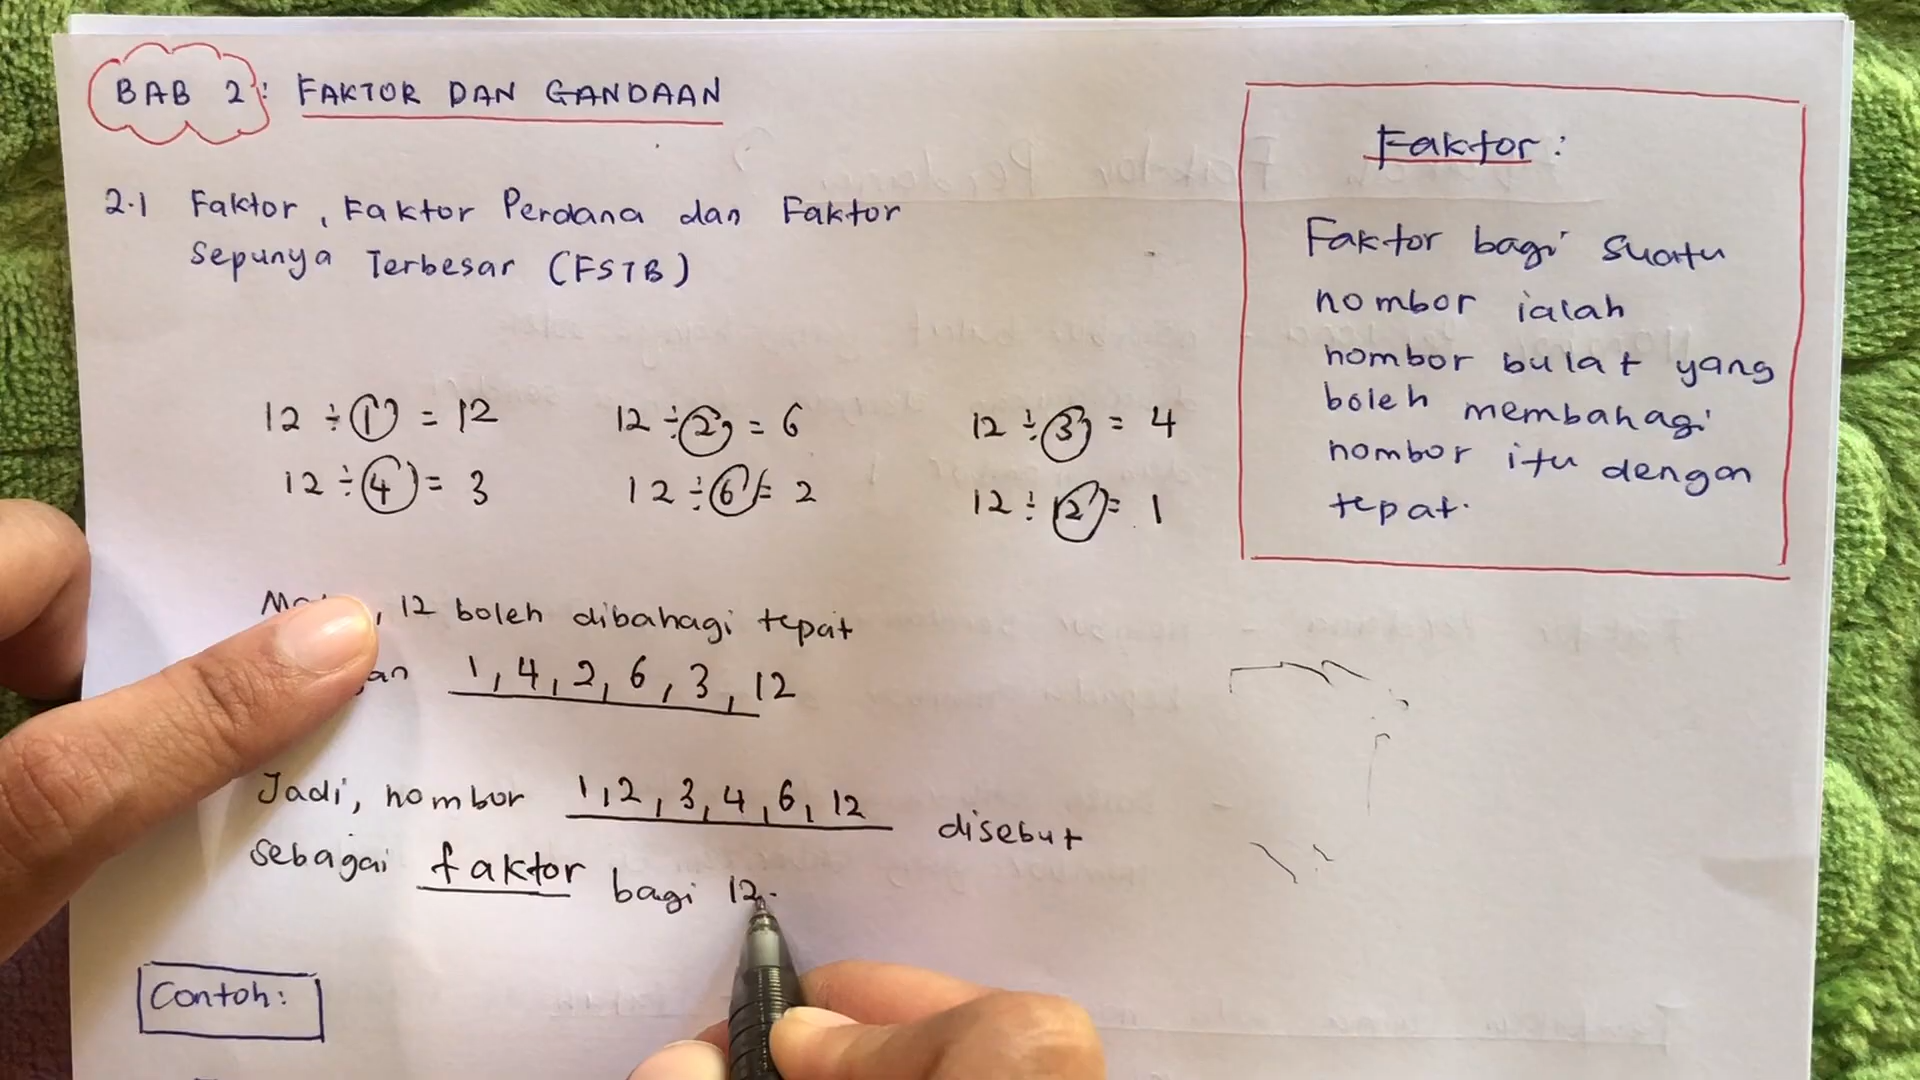 BAB 2: FAKTOR DAN GANDAAN
2.1 Faktor, Faktor Perdana dan Faktor
Sepunya Terbesar (FSTB)
Faktor:
Faktor bagi suatu
nombor ialah
nombor bulat yang
boleh membahagi
nombor itu dengan
tepat.
12 ÷ 1 = 12 12 ÷ 2 = 6 12 ÷ 3 = 4
12 ÷ 4 = 3 12 ÷ 6 = 2 12 ÷ 12 = 1
12 boleh dibahagi tepat
1, 4, 2, 6, 3, 12
Jadi, nombor 1, 2, 3, 4, 6, 12 disebut
sebagai faktor bagi 12.
Contoh: